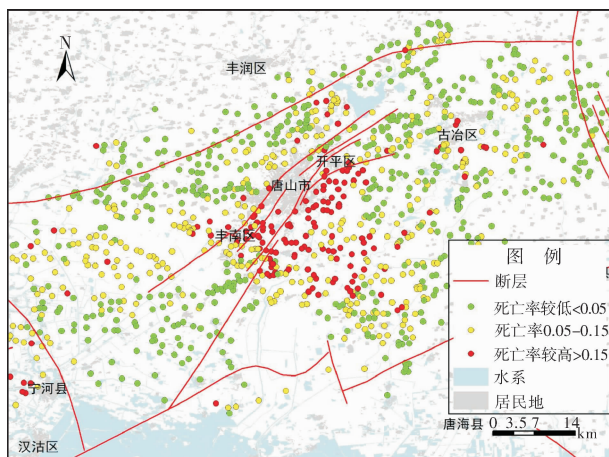 N
丰润区
古冶区
开平区
唐山市
丰南区
图 例
断层
死亡率较低<0.05
死亡率0.05-0.15
死亡率较高>0.15
水系
居民地
宁河县
汉沽区
唐海县 0 3.5 7 14
km